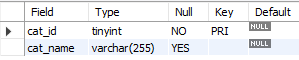 Field Type Null Key Default
cat_id tinyint NO PRI NULL
cat_name varchar(255) YES NULL